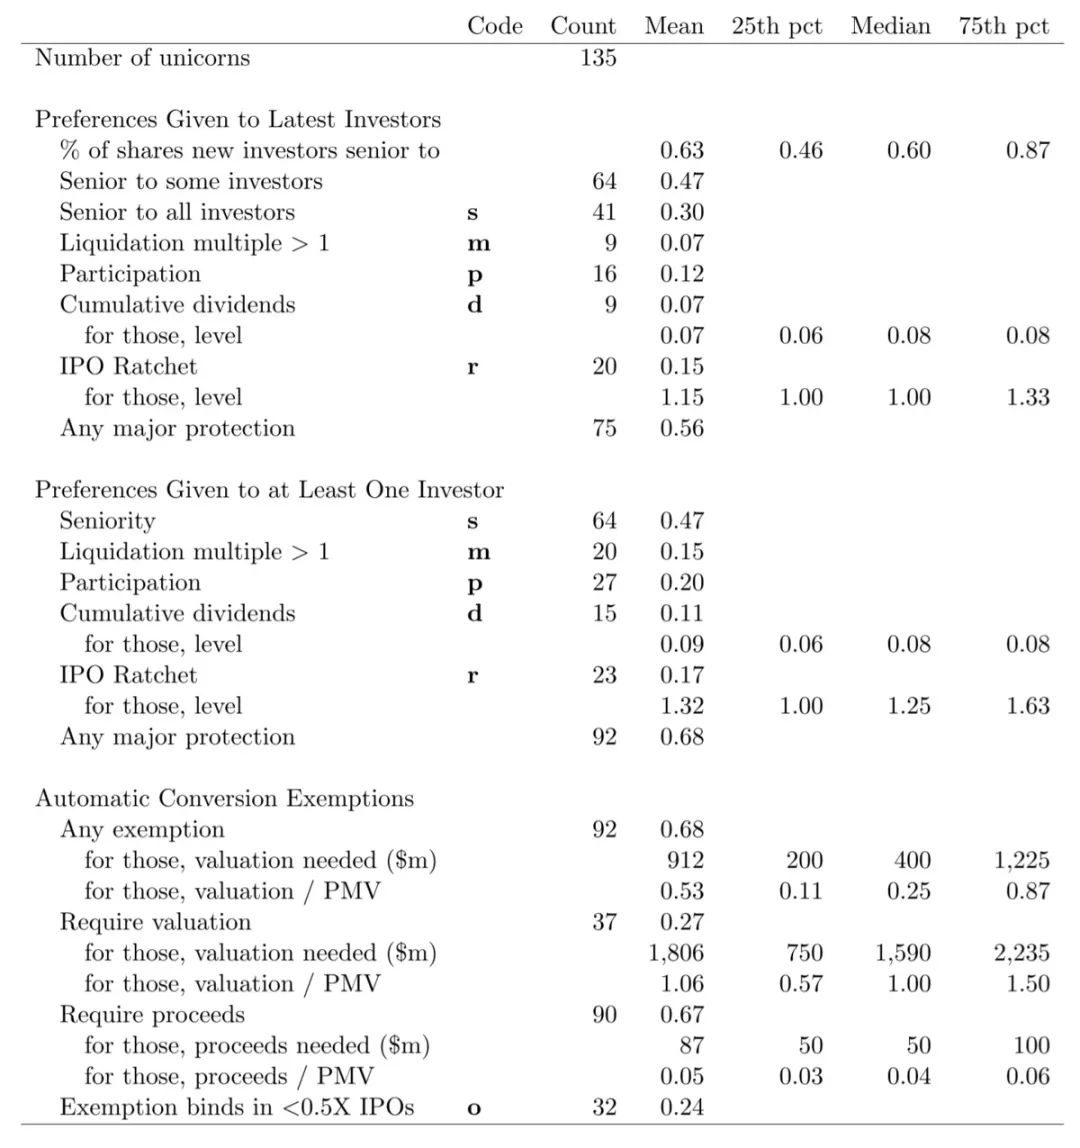 Code Count Mean 25th pct Median 75th pct
Number of unicorns 135
Preferences Given to Latest Investors
% of shares new investors senior to 0.63 0.46 0.60 0.87
Senior to some investors 64 0.47
Senior to all investors s 41 0.30
Liquidation multiple > 1 m 9 0.07
Participation p 16 0.12
Cumulative dividends d 9 0.07
for those, level 0.07 0.06 0.08 0.08
IPO Ratchet r 20 0.15
for those, level 1.15 1.00 1.00 1.33
Any major protection 75 0.56
Preferences Given to at Least One Investor
Seniority s 64 0.47
Liquidation multiple > 1 m 20 0.15
Participation p 27 0.20
Cumulative dividends d 15 0.11
for those, level 0.09 0.06 0.08 0.08
IPO Ratchet r 23 0.17
for those, level 1.32 1.00 1.25 1.63
Any major protection 92 0.68
Automatic Conversion Exemptions
Any exemption 92 0.68
for those, valuation needed ($m) 912 200 400 1,225
for those, valuation / PMV 0.53 0.11 0.25 0.87
Require valuation 37 0.27
for those, valuation needed ($m) 1,806 750 1,590 2,235
for those, valuation / PMV 1.06 0.57 1.00 1.50
Require proceeds 90 0.67
for those, proceeds needed ($m) 87 50 50 100
for those, proceeds / PMV 0.05 0.03 0.04 0.06
Exemption binds in <0.5X IPOs o 32 0.24